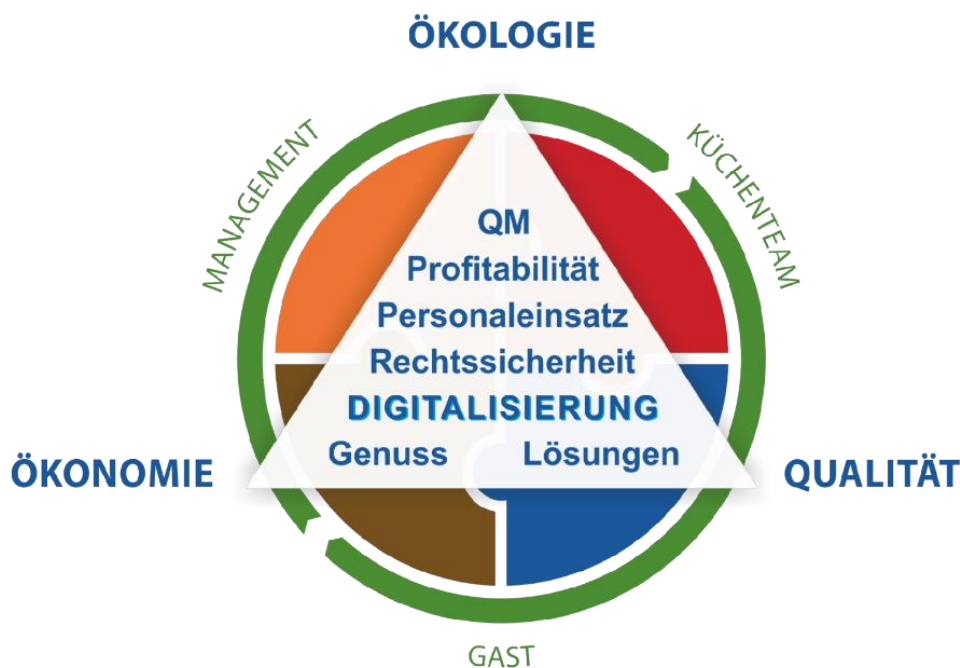 ÖKOLOGIE
MANAGEMENT
KÜCHENTEAM
QM
Profitabilität
Personaleinsatz
Rechtssicherheit
DIGITALISIERUNG
Genuss Lösungen
ÖKONOMIE
QUALITÄT
GAST